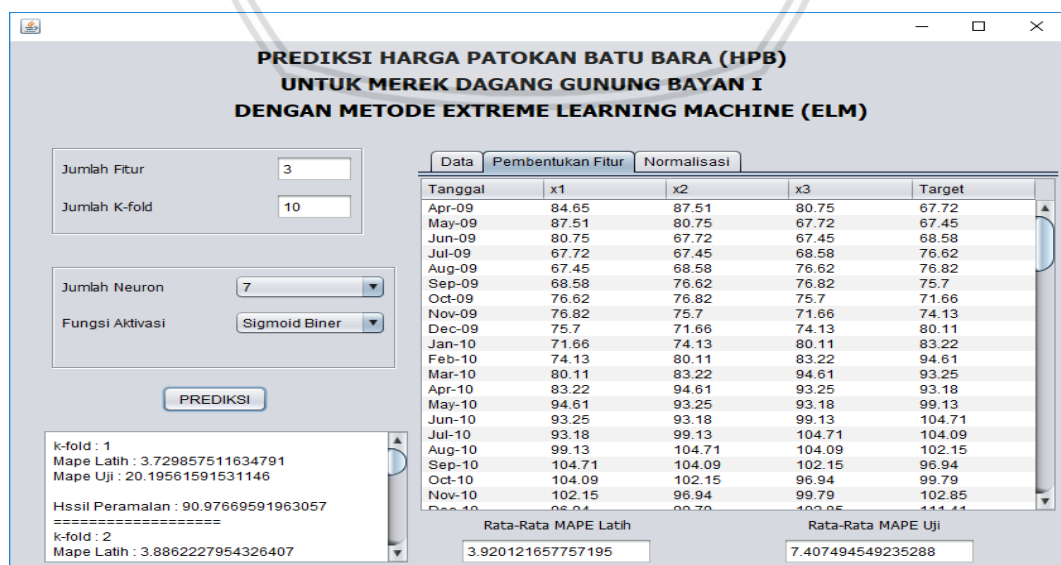 PREDIKSI HARGA PATOKAN BATU BARA (HPB)
UNTUK MEREK DAGANG GUNUNG BAYAN I
DENGAN METODE EXTREME LEARNING MACHINE (ELM)
Jumlah Fitur 3
Jumlah K-fold 10
Jumlah Neuron 7
Fungsi Aktivasi Sigmoid Biner
PREDIKSI
k-fold : 1
Mape Latih : 3.729857511634791
Mape Uji : 20.19561591531146
Hssil Peramalan : 90.97669591963057
===================
k-fold : 2
Mape Latih : 3.8862227954326407
Data Pembentukan Fitur Normalisasi
Tanggal x1 x2 x3 Target
Apr-09 84.65 87.51 80.75 67.72
May-09 87.51 80.75 67.72 67.45
Jun-09 80.75 67.72 67.45 68.58
Jul-09 67.72 67.45 68.58 76.62
Aug-09 67.45 68.58 76.62 76.82
Sep-09 68.58 76.62 76.82 75.7
Oct-09 76.62 76.82 75.7 71.66
Nov-09 76.82 75.7 71.66 74.13
Dec-09 75.7 71.66 74.13 80.11
Jan-10 71.66 74.13 80.11 83.22
Feb-10 74.13 80.11 83.22 94.61
Mar-10 80.11 83.22 94.61 93.25
Apr-10 83.22 94.61 93.25 93.18
May-10 94.61 93.25 93.18 99.13
Jun-10 93.25 93.18 99.13 104.71
Jul-10 93.18 99.13 104.71 104.09
Aug-10 99.13 104.71 104.09 102.15
Sep-10 104.71 104.09 102.15 96.94
Oct-10 104.09 102.15 96.94 99.79
Nov-10 102.15 96.94 99.79 102.85
Dec-10 96.94 99.79 102.85 111.41
Rata-Rata MAPE Latih Rata-Rata MAPE Uji
3.920121657757195 7.407494549235288